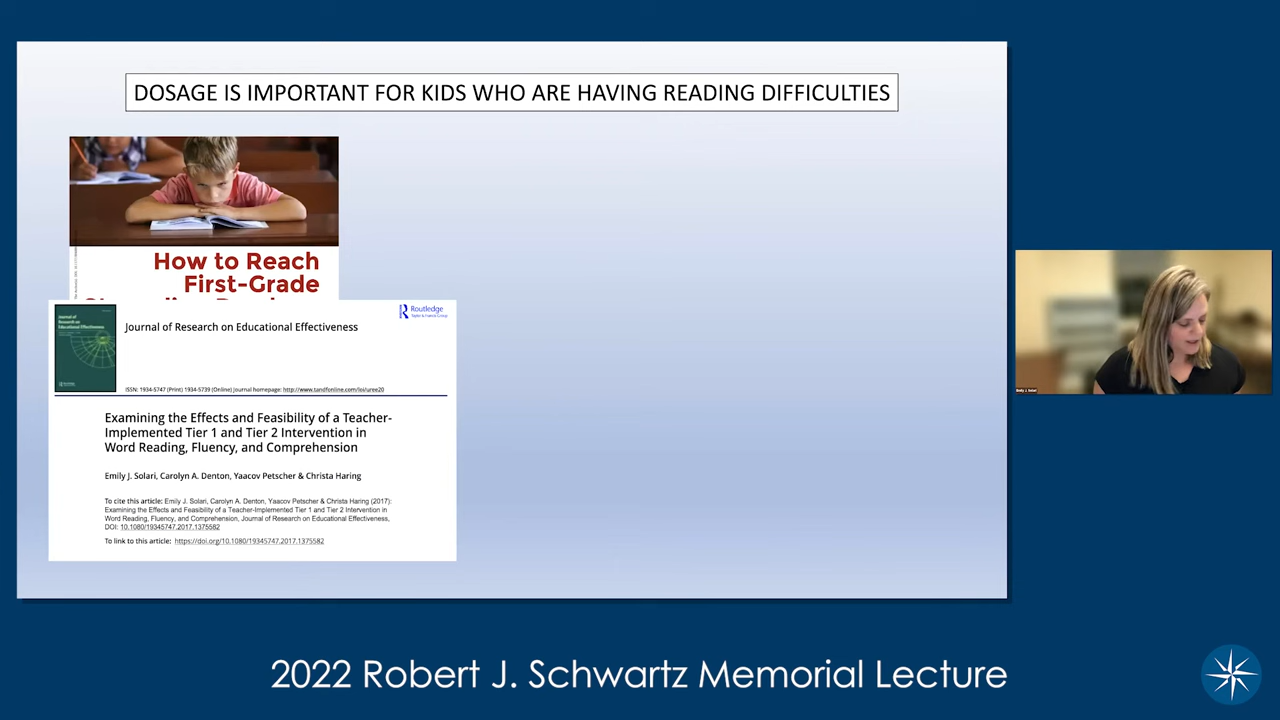 DOSAGE IS IMPORTANT FOR KIDS WHO ARE HAVING READING DIFFICULTIES
How to Reach
First-Grade
Journal of
Research on
Educational Effectiveness
Routledge
Taylor & Francis Group
Journal of Research on Educational Effectiveness
ISSN: 1934-5747 (Print) 1934-5739 (Online) Journal homepage: http://www.tandfonline.com/loi/uree20
Examining the Effects and Feasibility of a Teacher-
Implemented Tier 1 and Tier 2 Intervention in
Word Reading, Fluency, and Comprehension
Emily J. Solari, Carolyn A. Denton, Yaacov Petscher & Christa Haring
To cite this article: Emily J. Solari, Carolyn A. Denton, Yaacov Petscher & Christa Haring (2017):
Examining the Effects and Feasibility of a Teacher-Implemented Tier 1 and Tier 2 Intervention in
Word Reading, Fluency, and Comprehension, Journal of Research on Educational Effectiveness,
DOI: 10.1080/19345747.2017.1375582
To link to this article: https://doi.org/10.1080/19345747.2017.1375582
2022 Robert J. Schwartz Memorial Lecture